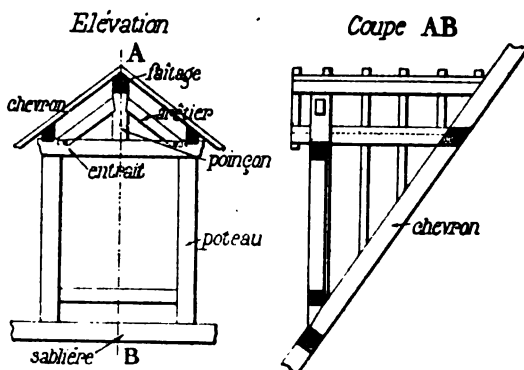 Elévation
Coupe AB
A
faîtage
chevron
arêtier
entrait
poinçon
poteau
chevron
sablière
B